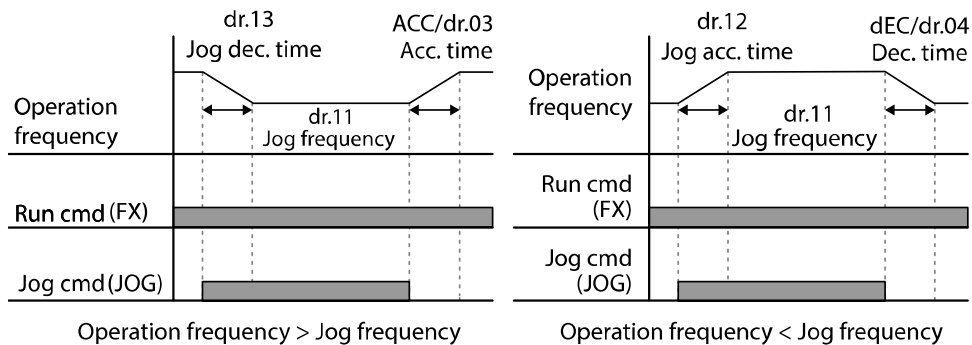 dr.13
Jog dec. time
ACC/dr.03
Acc. time
Operation
frequency
dr.11
Jog frequency
Run cmd (FX)
Jog cmd (JOG)
Operation frequency > Jog frequency
dr.12
Jog acc. time
dEC/dr.04
Dec. time
Operation
frequency
dr.11
Jog frequency
Run cmd
(FX)
Jog cmd
(JOG)
Operation frequency < Jog frequency